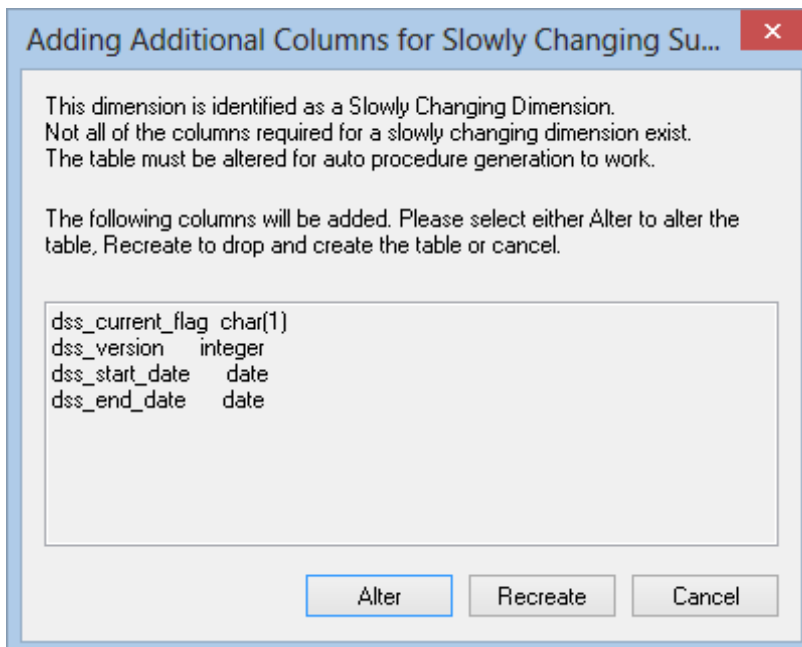 Adding Additional Columns for Slowly Changing Su...
This dimension is identified as a Slowly Changing Dimension.
Not all of the columns required for a slowly changing dimension exist.
The table must be altered for auto procedure generation to work.
The following columns will be added. Please select either Alter to alter the
table, Recreate to drop and create the table or cancel.
dss_current_flag char(1)
dss_version integer
dss_start_date date
dss_end_date date
Alter Recreate Cancel